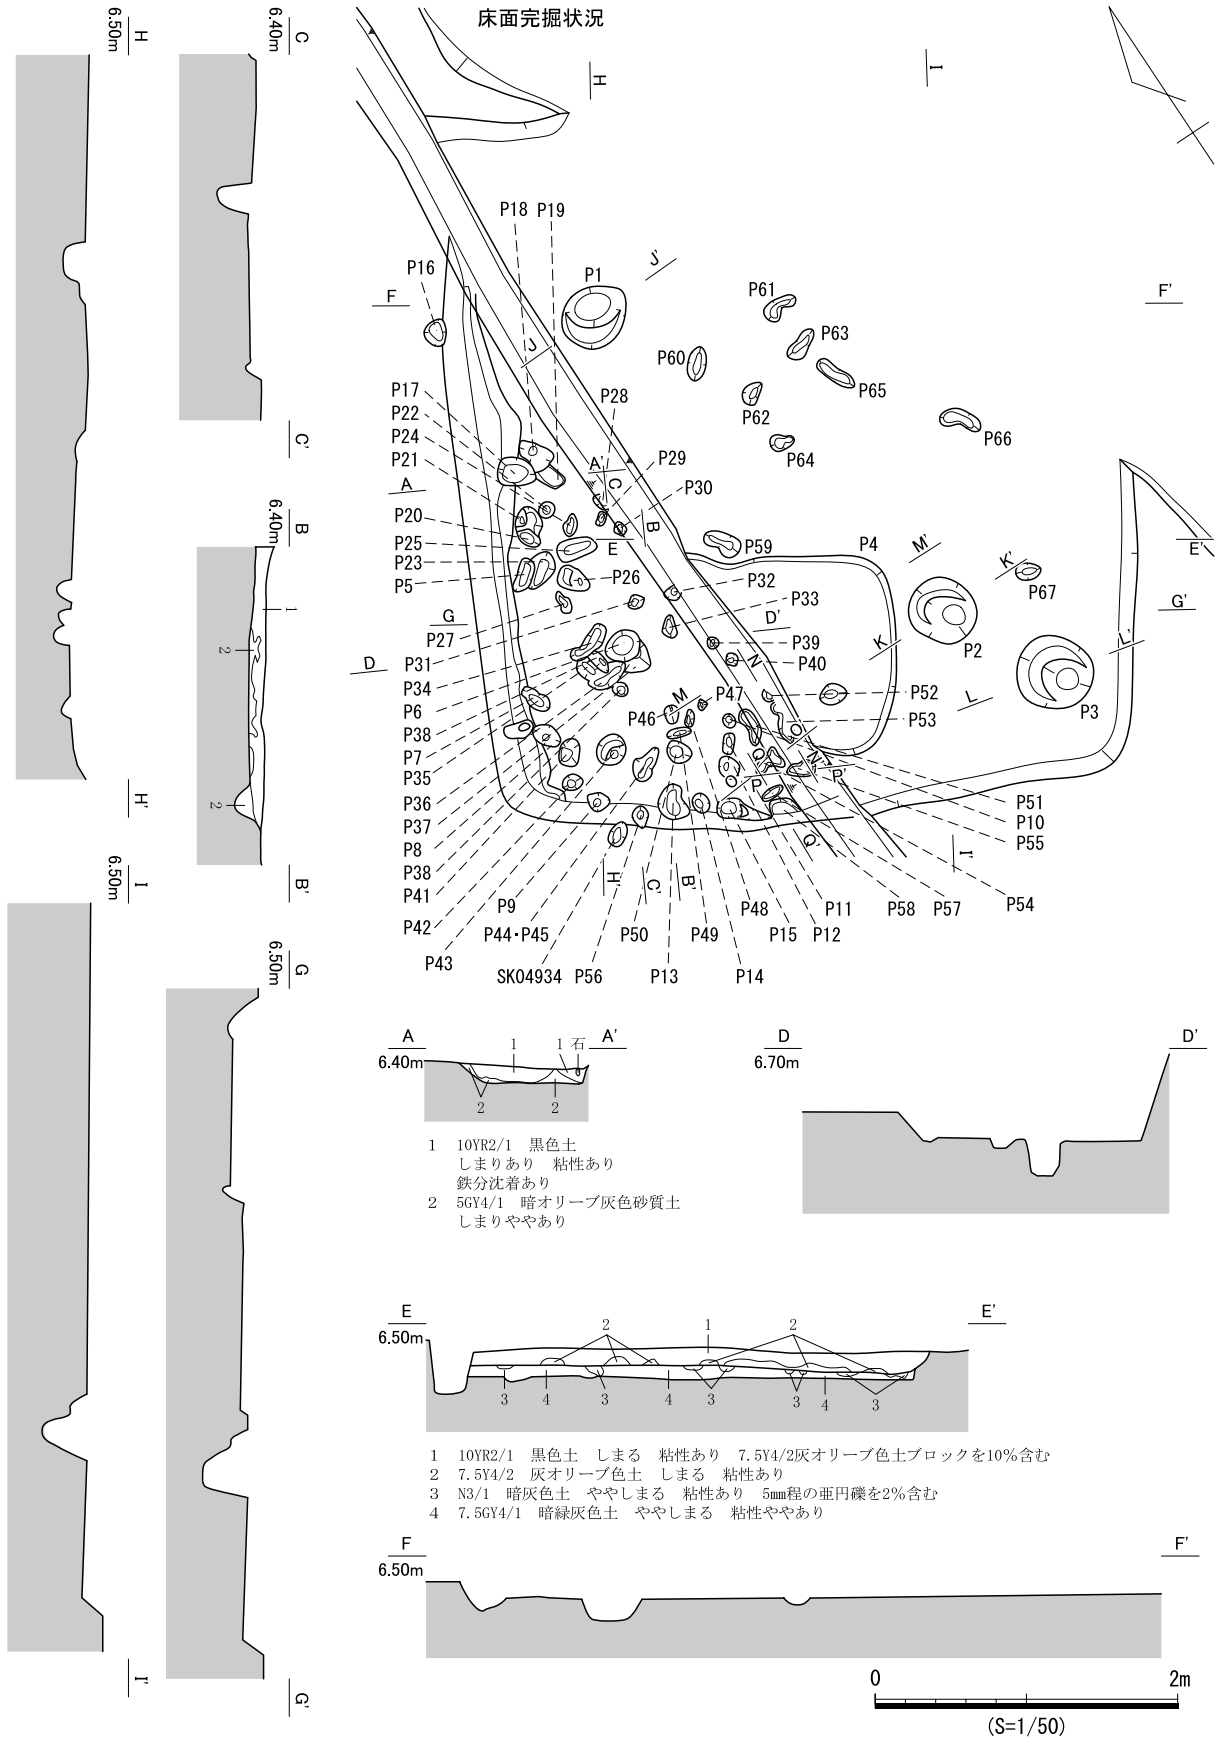 床面完掘状況
H
6.50m
C
6.40m
H
I
P18
P19
P16
F
P1
J'
J
P61
F'
P63
P60
P65
P62
P66
P64
P17
P22
P24
P21
A
P20
P25
P23
P5
P28
A'
C
P29
P30
B
E
P26
P59
P4
M'
K'
E'
P67
G'
P32
P33
D'
P39
P40
N
K
P2
L'
L
P3
P52
P53
G
P27
D
P31
P34
P6
P38
P7
P35
P36
P37
P8
P38
P41
P42
P43
M
P47
P46
Q
P
P'
N'
Q'
P51
P10
P55
I'
H'
C'
B'
P9
P44・P45
SK04934
P56
P50
P13
P49
P14
P48
P15
P12
P11
P58
P57
P54
C'
B
6.40m
1
2
2
H'
B'
I
6.50m
G
6.50m
I'
G'
A
A'
6.40m
1
1
石
2
2
1 10YR2/1 黒色土
しまりあり 粘性あり
鉄分沈着あり
2 5GY4/1 暗オリーブ灰色砂質土
しまりややあり
D
D'
6.70m
E
E'
6.50m
2
1
2
3
4
3
4
3
3
4
3
1 10YR2/1 黒色土 しまる 粘性あり 7.5Y4/2灰オリーブ色土ブロックを10%含む
2 7.5Y4/2 灰オリーブ色土 しまる 粘性あり
3 N3/1 暗灰色土 ややしまる 粘性あり 5mm程の亜円礫を2%含む
4 7.5GY4/1 暗緑灰色土 ややしまる 粘性ややあり
F
F'
6.50m
0
2m
(S=1/50)